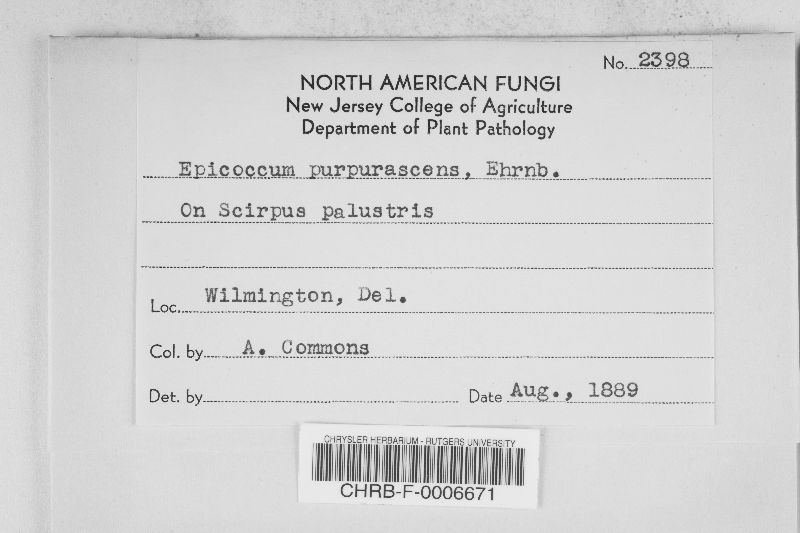 No. 2398
NORTH AMERICAN FUNGI
New Jersey College of Agriculture
Department of Plant Pathology
Epicoccum purpurascens, Ehrnb.
On Scirpus palustris
Loc. Wilmington, Del.
Col. by A. Commons
Det. by Date Aug., 1889
CHRYSLER HERBARIUM - RUTGERS UNIVERSITY
CHRB-F-0006671